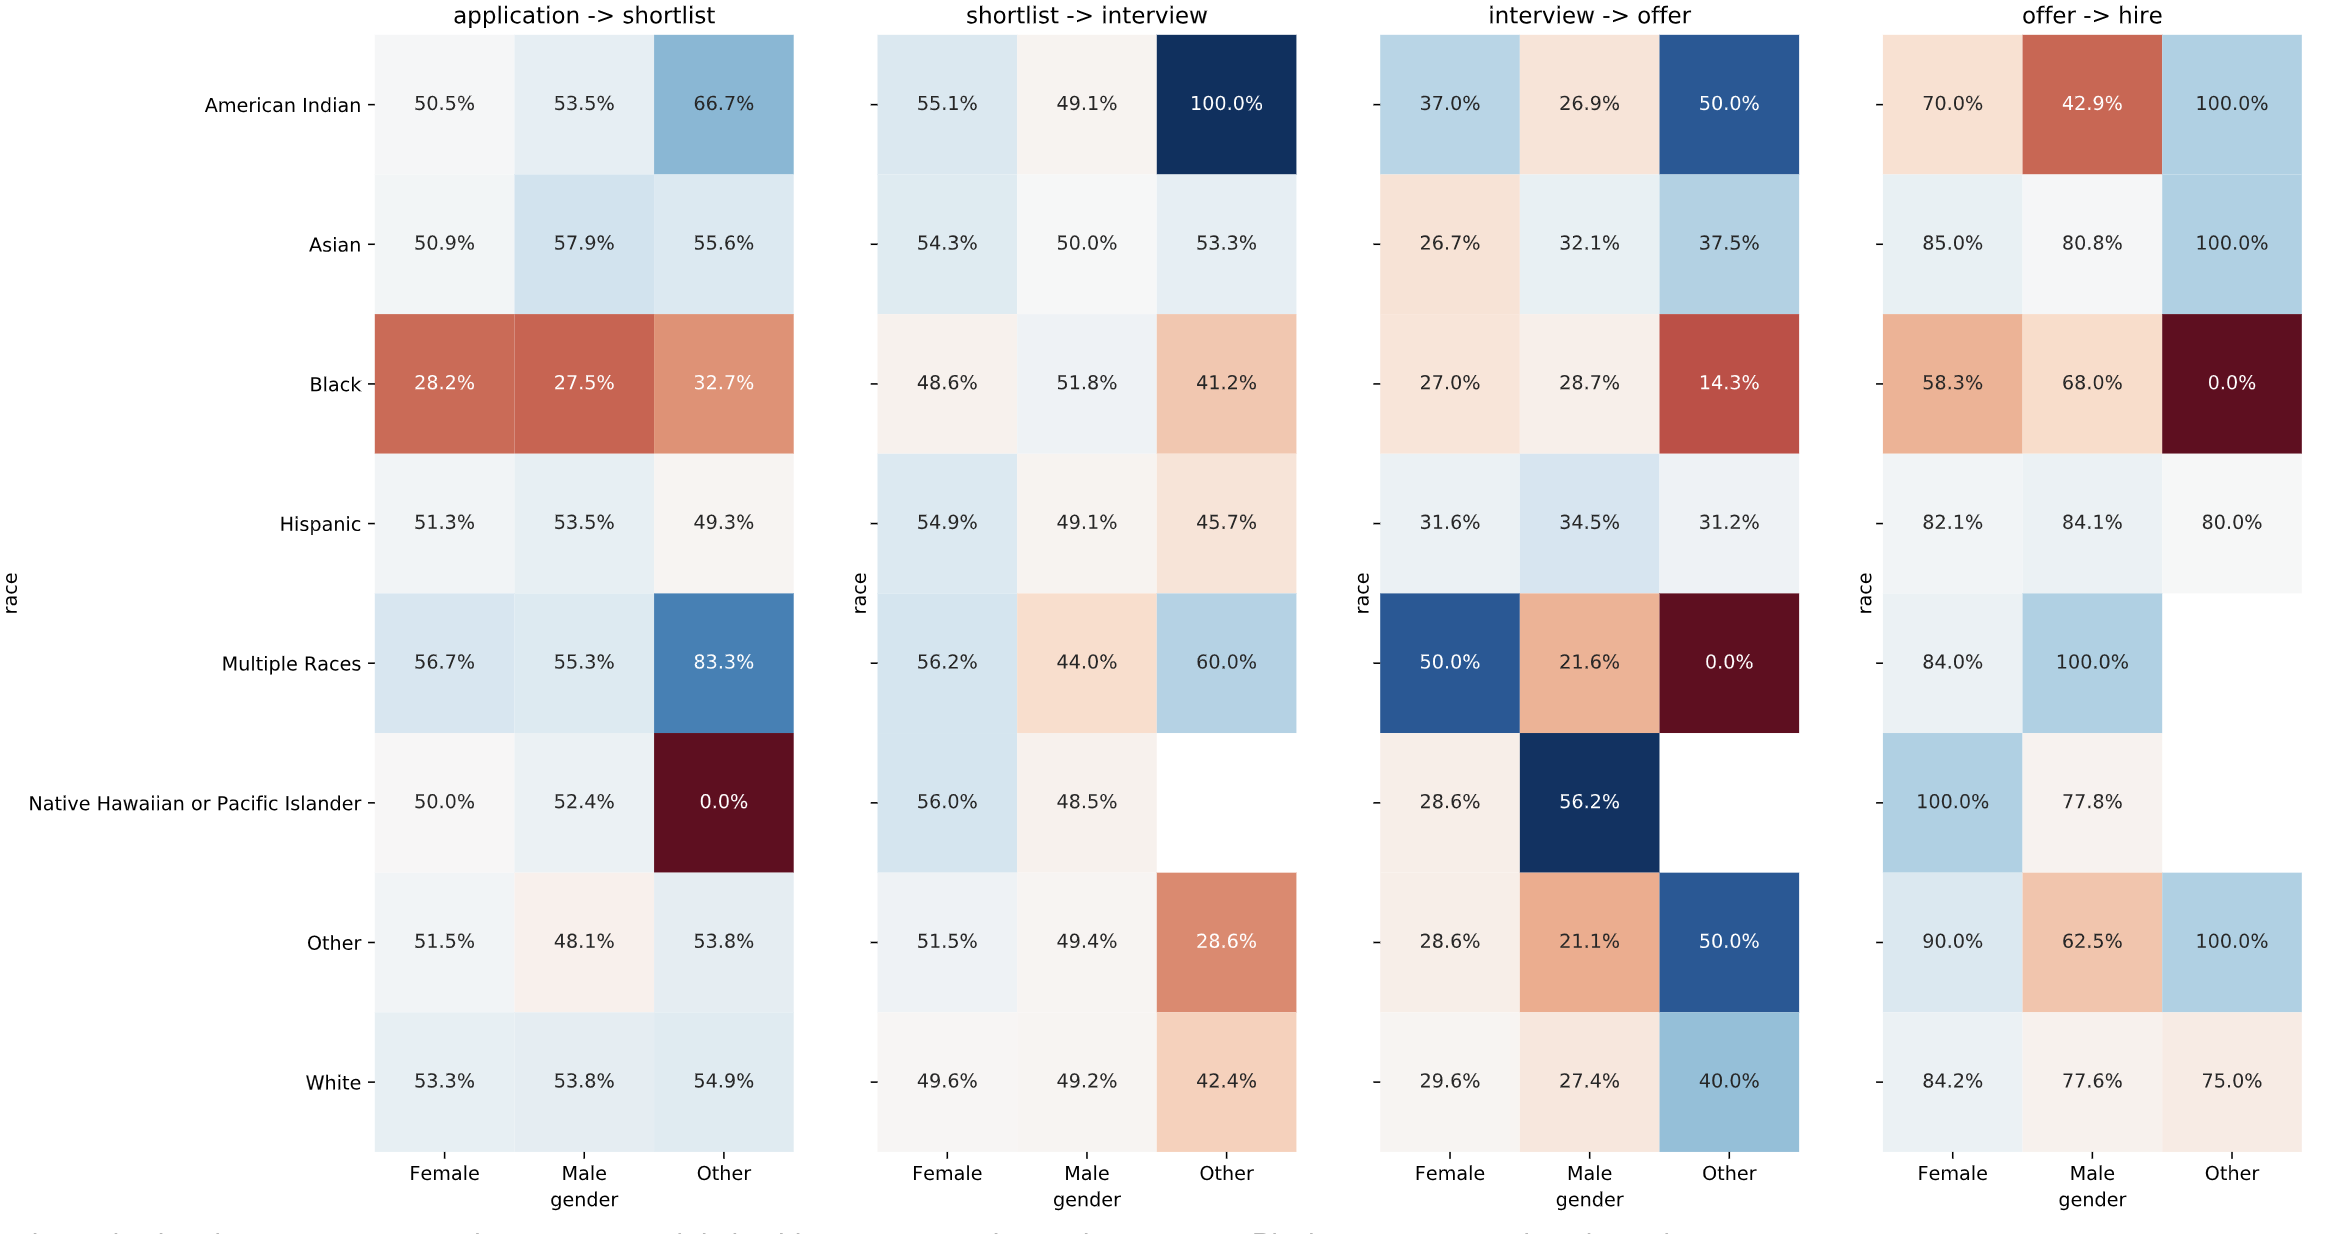 application -> shortlist shortlist -> interview interview -> offer offer -> hire
American Indian 50.5% 53.5% 66.7% 55.1% 49.1% 100.0% 37.0% 26.9% 50.0% 70.0% 42.9% 100.0%
Asian 50.9% 57.9% 55.6% 54.3% 50.0% 53.3% 26.7% 32.1% 37.5% 85.0% 80.8% 100.0%
Black 28.2% 27.5% 32.7% 48.6% 51.8% 41.2% 27.0% 28.7% 14.3% 58.3% 68.0% 0.0%
Hispanic 51.3% 53.5% 49.3% 54.9% 49.1% 45.7% 31.6% 34.5% 31.2% 82.1% 84.1% 80.0%
race race race race
Multiple Races 56.7% 55.3% 83.3% 56.2% 44.0% 60.0% 50.0% 21.6% 0.0% 84.0% 100.0%
Native Hawaiian or Pacific Islander 50.0% 52.4% 0.0% 56.0% 48.5% 28.6% 56.2% 100.0% 77.8%
Other 51.5% 48.1% 53.8% 51.5% 49.4% 28.6% 28.6% 21.1% 50.0% 90.0% 62.5% 100.0%
White 53.3% 53.8% 54.9% 49.6% 49.2% 42.4% 29.6% 27.4% 40.0% 84.2% 77.6% 75.0%
Female Male Other Female Male Other Female Male Other Female Male Other
gender gender gender gender